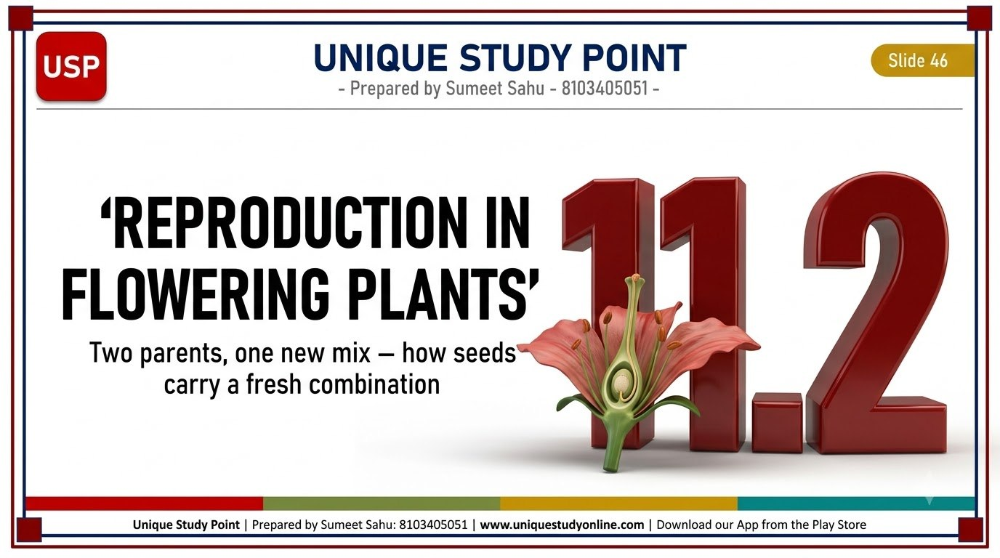 USP
UNIQUE STUDY POINT
- Prepared by Sumeet Sahu - 8103405051 -
Slide 46
‘REPRODUCTION IN
FLOWERING PLANTS’
Two parents, one new mix – how seeds
carry a fresh combination
11.2
Unique Study Point | Prepared by Sumeet Sahu: 8103405051 | www.uniquestudyonline.com | Download our App from the Play Store